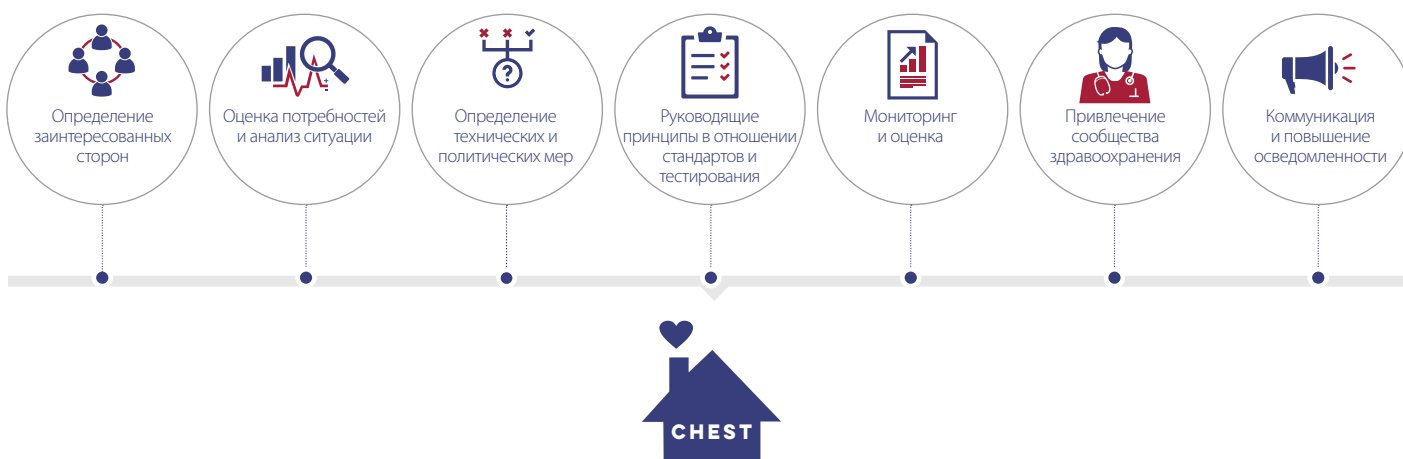 Определение
заинтересованных
сторон
Оценка потребностей
и анализ ситуации
Определение
технических и
политических мер
Руководящие
принципы в отношении
стандартов и
тестирования
Мониторинг
и оценка
Привлечение
сообщества
здравоохранения
Коммуникация
и повышение
осведомленности
CHEST